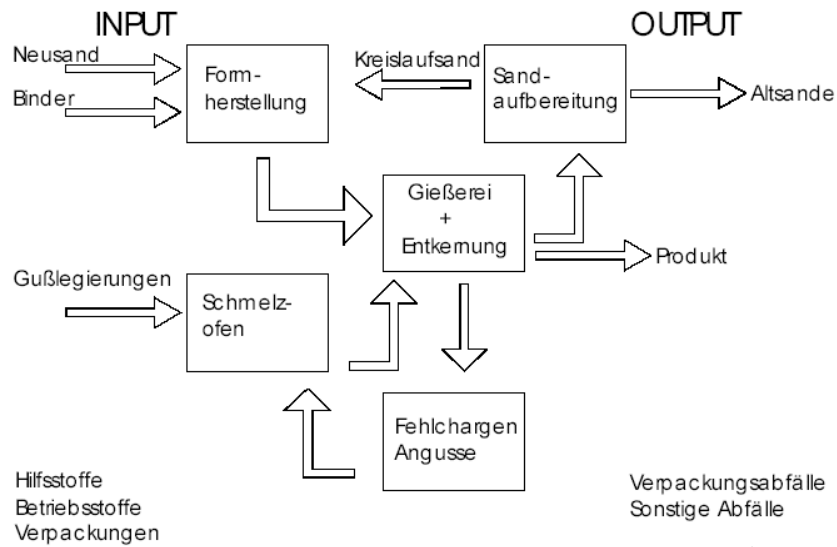 INPUT
OUTPUT
Neusand
Binder
Form-
herstellung
Kreislaufsand
Sand-
aufbereitung
Altsande
Gießerei
+
Entkernung
Produkt
Gußlegierungen
Schmelz-
ofen
Fehlchargen
Angusse
Hilfsstoffe
Betriebsstoffe
Verpackungen
Verpackungsabfälle
Sonstige Abfälle